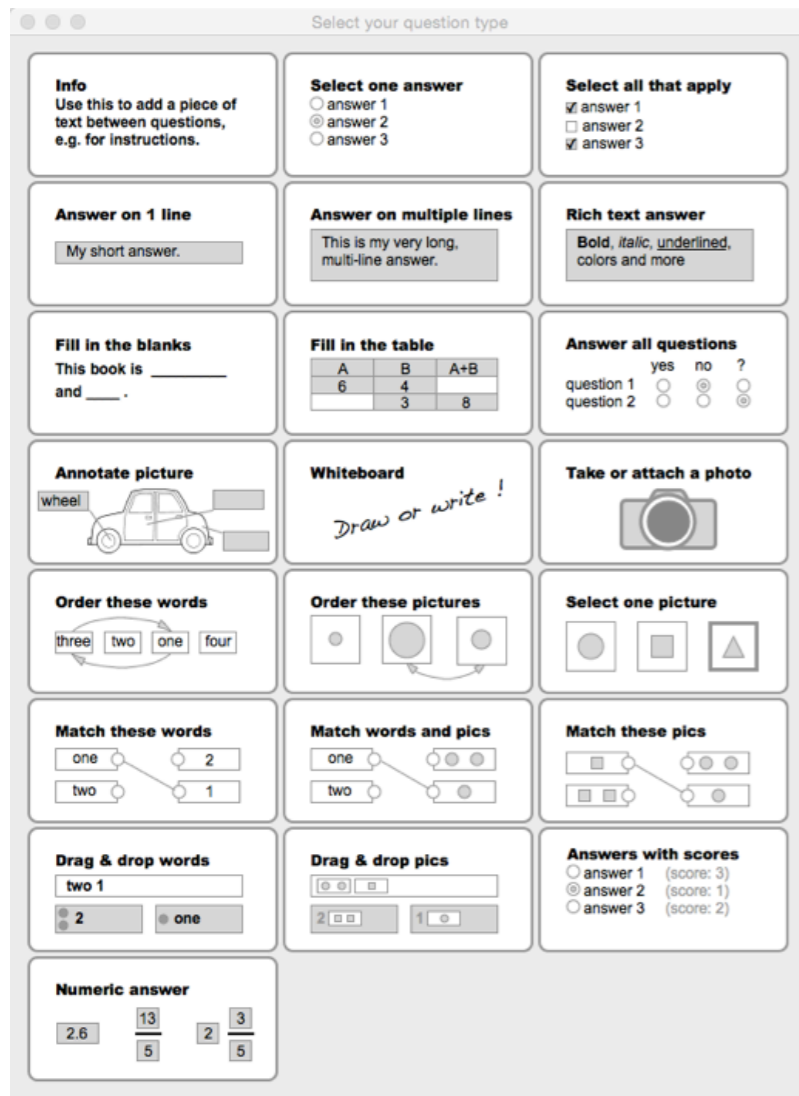 Select your question type
Info
Use this to add a piece of
text between questions,
e.g. for instructions.
Select one answer
answer 1
answer 2
answer 3
Select all that apply
answer 1
answer 2
answer 3
Answer on 1 line
My short answer.
Answer on multiple lines
This is my very long,
multi-line answer.
Rich text answer
Bold, italic, underlined,
colors and more
Fill in the blanks
This book is _________
and ____ .
Fill in the table
A B A+B
6 4
3 8
Answer all questions
yes no ?
question 1
question 2
Annotate picture
wheel
Whiteboard
Draw or write !
Take or attach a photo
Order these words
three two one four
Order these pictures
Select one picture
Match these words
one 2
two 1
Match words and pics
one
two
Match these pics
Drag & drop words
two 1
2 one
Drag & drop pics
2 1
Answers with scores
answer 1 (score: 3)
answer 2 (score: 1)
answer 3 (score: 2)
Numeric answer
2.6 13 2 3
5 5